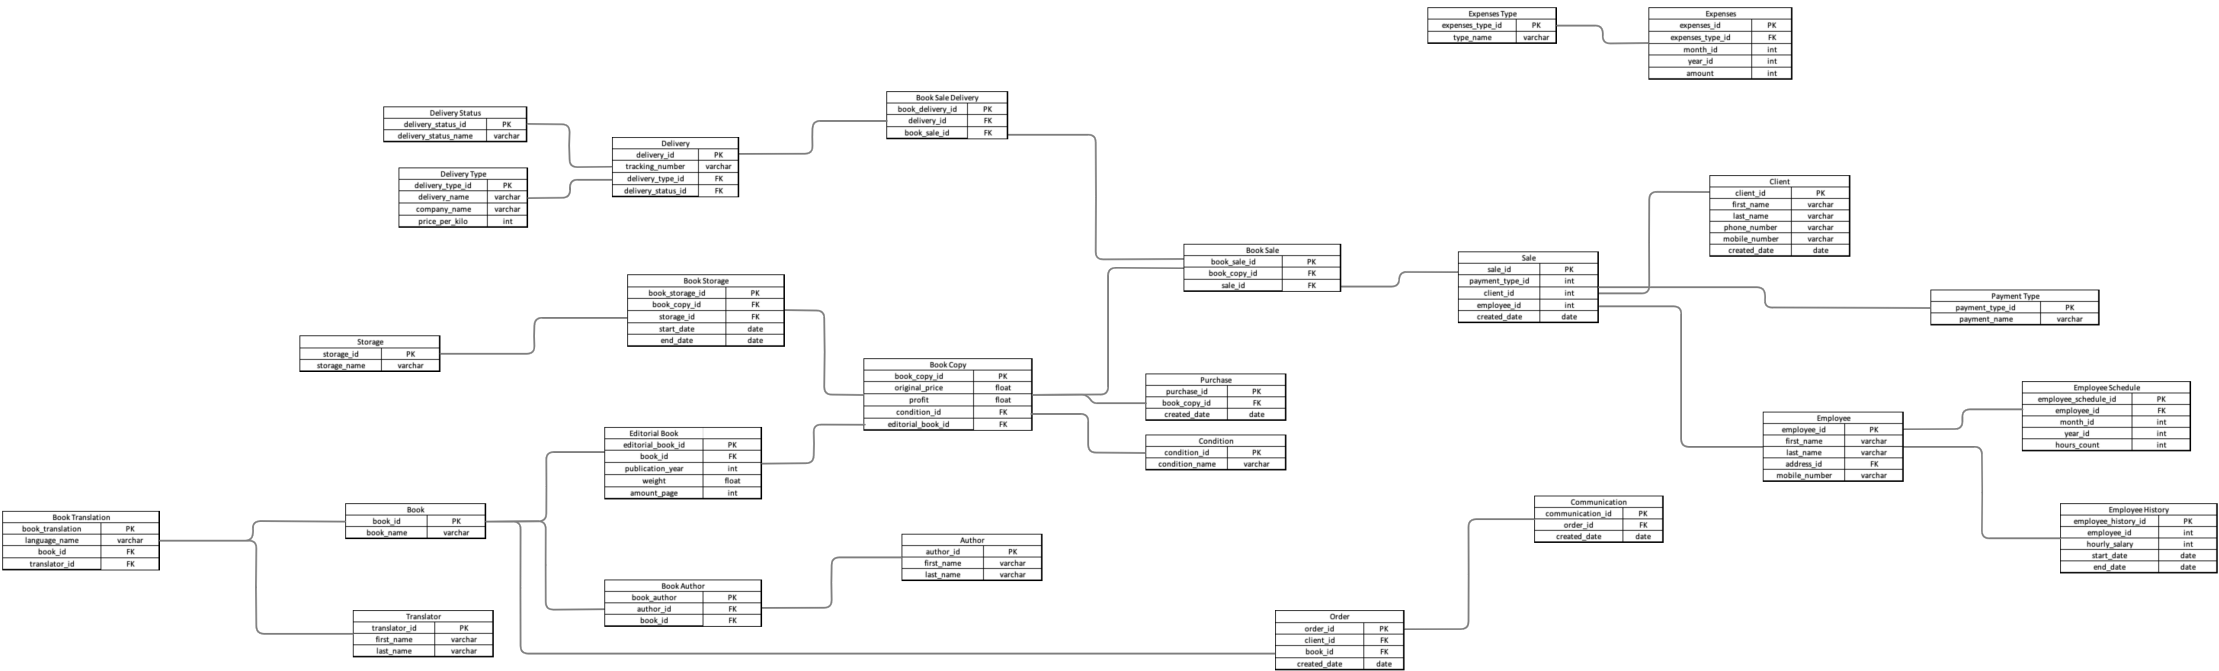 Expenses Type
expenses_type_id PK
type_name varchar
Expenses
expenses_id PK
expenses_type_id FK
month_id int
year_id int
amount int
Book Sale Delivery
book_delivery_id PK
delivery_id FK
book_sale_id FK
Delivery Status
delivery_status_id PK
delivery_status_name varchar
Delivery
delivery_id PK
tracking_number varchar
delivery_type_id FK
delivery_status_id FK
Delivery Type
delivery_type_id PK
delivery_name varchar
company_name varchar
price_per_kilo int
Client
client_id PK
first_name varchar
last_name varchar
phone_number varchar
mobile_number varchar
created_date date
Book Sale
book_sale_id PK
book_copy_id FK
sale_id FK
Sale
sale_id PK
payment_type_id int
client_id int
employee_id int
created_date date
Payment Type
payment_type_id PK
payment_name varchar
Book Storage
book_storage_id PK
book_copy_id FK
storage_id FK
start_date date
end_date date
Storage
storage_id PK
storage_name varchar
Book Copy
book_copy_id PK
original_price float
profit float
condition_id FK
editorial_book_id FK
Purchase
purchase_id PK
book_copy_id FK
created_date date
Condition
condition_id PK
condition_name varchar
Employee Schedule
employee_schedule_id PK
employee_id FK
month_id int
year_id int
hours_count int
Employee
employee_id PK
first_name varchar
last_name varchar
address_id FK
mobile_number varchar
Editorial Book
editorial_book_id PK
book_id FK
publication_year int
weight float
amount_page int
Communication
communication_id PK
order_id FK
created_date date
Employee History
employee_history_id PK
employee_id int
hourly_salary int
start_date date
end_date date
Book Translation
book_translation PK
language_name varchar
book_id FK
translator_id FK
Book
book_id PK
book_name varchar
Author
author_id PK
first_name varchar
last_name varchar
Book Author
book_author PK
author_id FK
book_id FK
Translator
translator_id PK
first_name varchar
last_name varchar
Order
order_id PK
client_id FK
book_id FK
created_date date